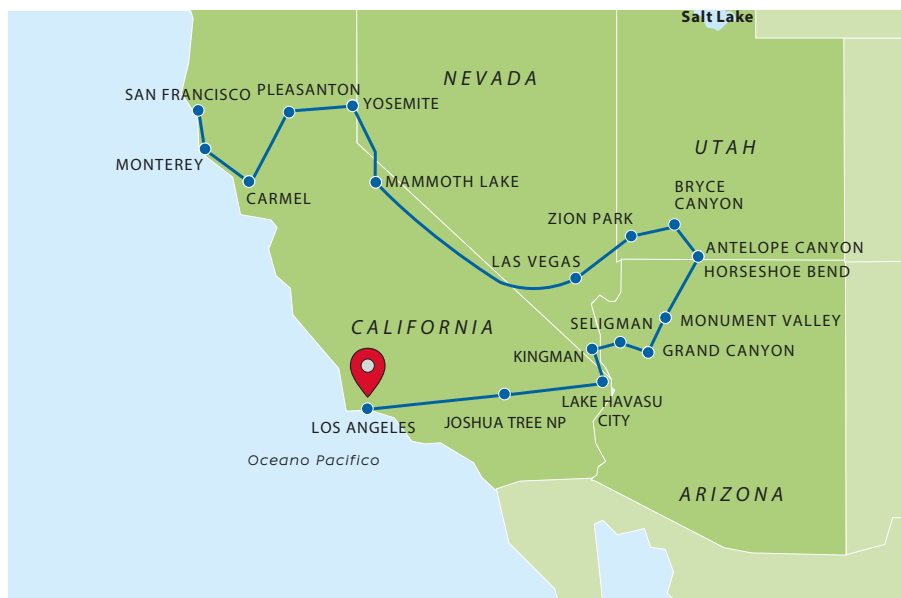 Salt Lake
NEVADA
PLEASANTON
SAN FRANCISCO
YOSEMITE
UTAH
MONTEREY
MAMMOTH LAKE
BRYCE
CANYON
CARMEL
ZION PARK
ANTELOPE CANYON
LAS VEGAS
HORSESHOE BEND
CALIFORNIA
SELIGMAN
MONUMENT VALLEY
KINGMAN
GRAND CANYON
LAKE HAVASU
CITY
LOS ANGELES
JOSHUA TREE NP
Oceano Pacifico
ARIZONA